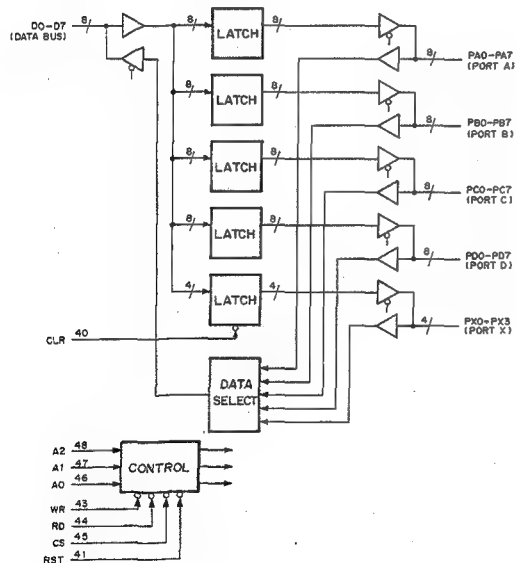 D0-D7
(DATA BUS)
8
8
LATCH
8
8
PA0-PA7
(PORT A)
8
LATCH
8
8
PB0-PB7
(PORT B)
8
LATCH
8
8
PC0-PC7
(PORT C)
8
LATCH
8
8
PD0-PD7
(PORT D)
4
LATCH
4
4
PX0-PX3
(PORT X)
CLR 40
DATA
SELECT
A2 48
A1 47
A0 46
CONTROL
WR 43
RD 44
CS 45
RST 41